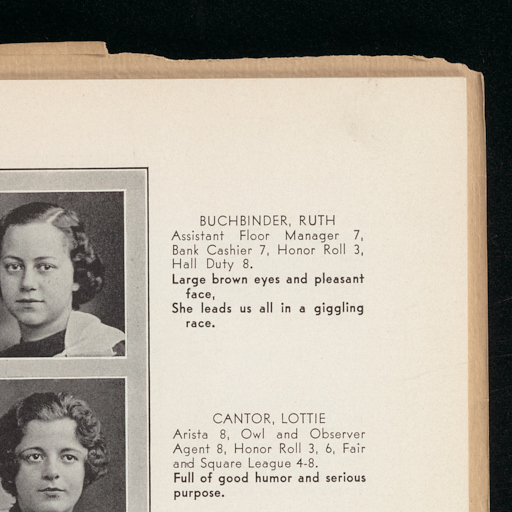 BUCHBINDER, RUTH
Assistant Floor Manager 7,
Bank Cashier 7, Honor Roll 3,
Hall Duty 8.
Large brown eyes and pleasant
face,
She leads us all in a giggling
race.
CANTOR, LOTTIE
Arista 8, Owl and Observer
Agent 8, Honor Roll 3, 6, Fair
and Square League 4-8.
Full of good humor and serious
purpose.